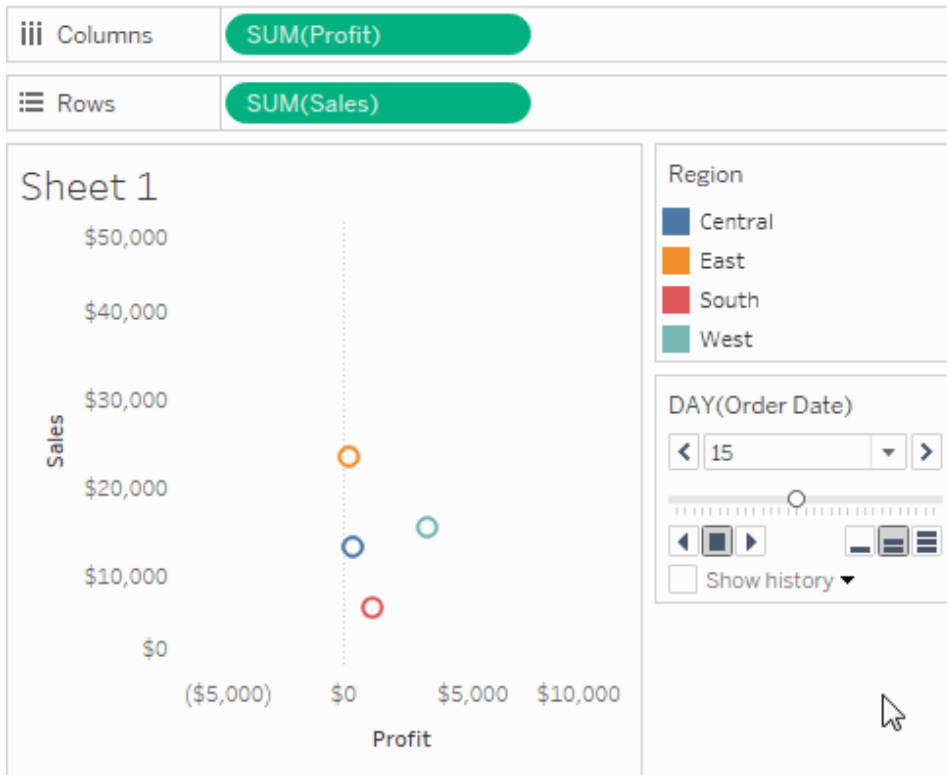 Columns
SUM(Profit)
Rows
SUM(Sales)
Sheet 1
$50,000
$40,000
$30,000
$20,000
$10,000
$0
Sales
($5,000) $0 $5,000 $10,000
Profit
Region
Central
East
South
West
DAY(Order Date)
15
Show history